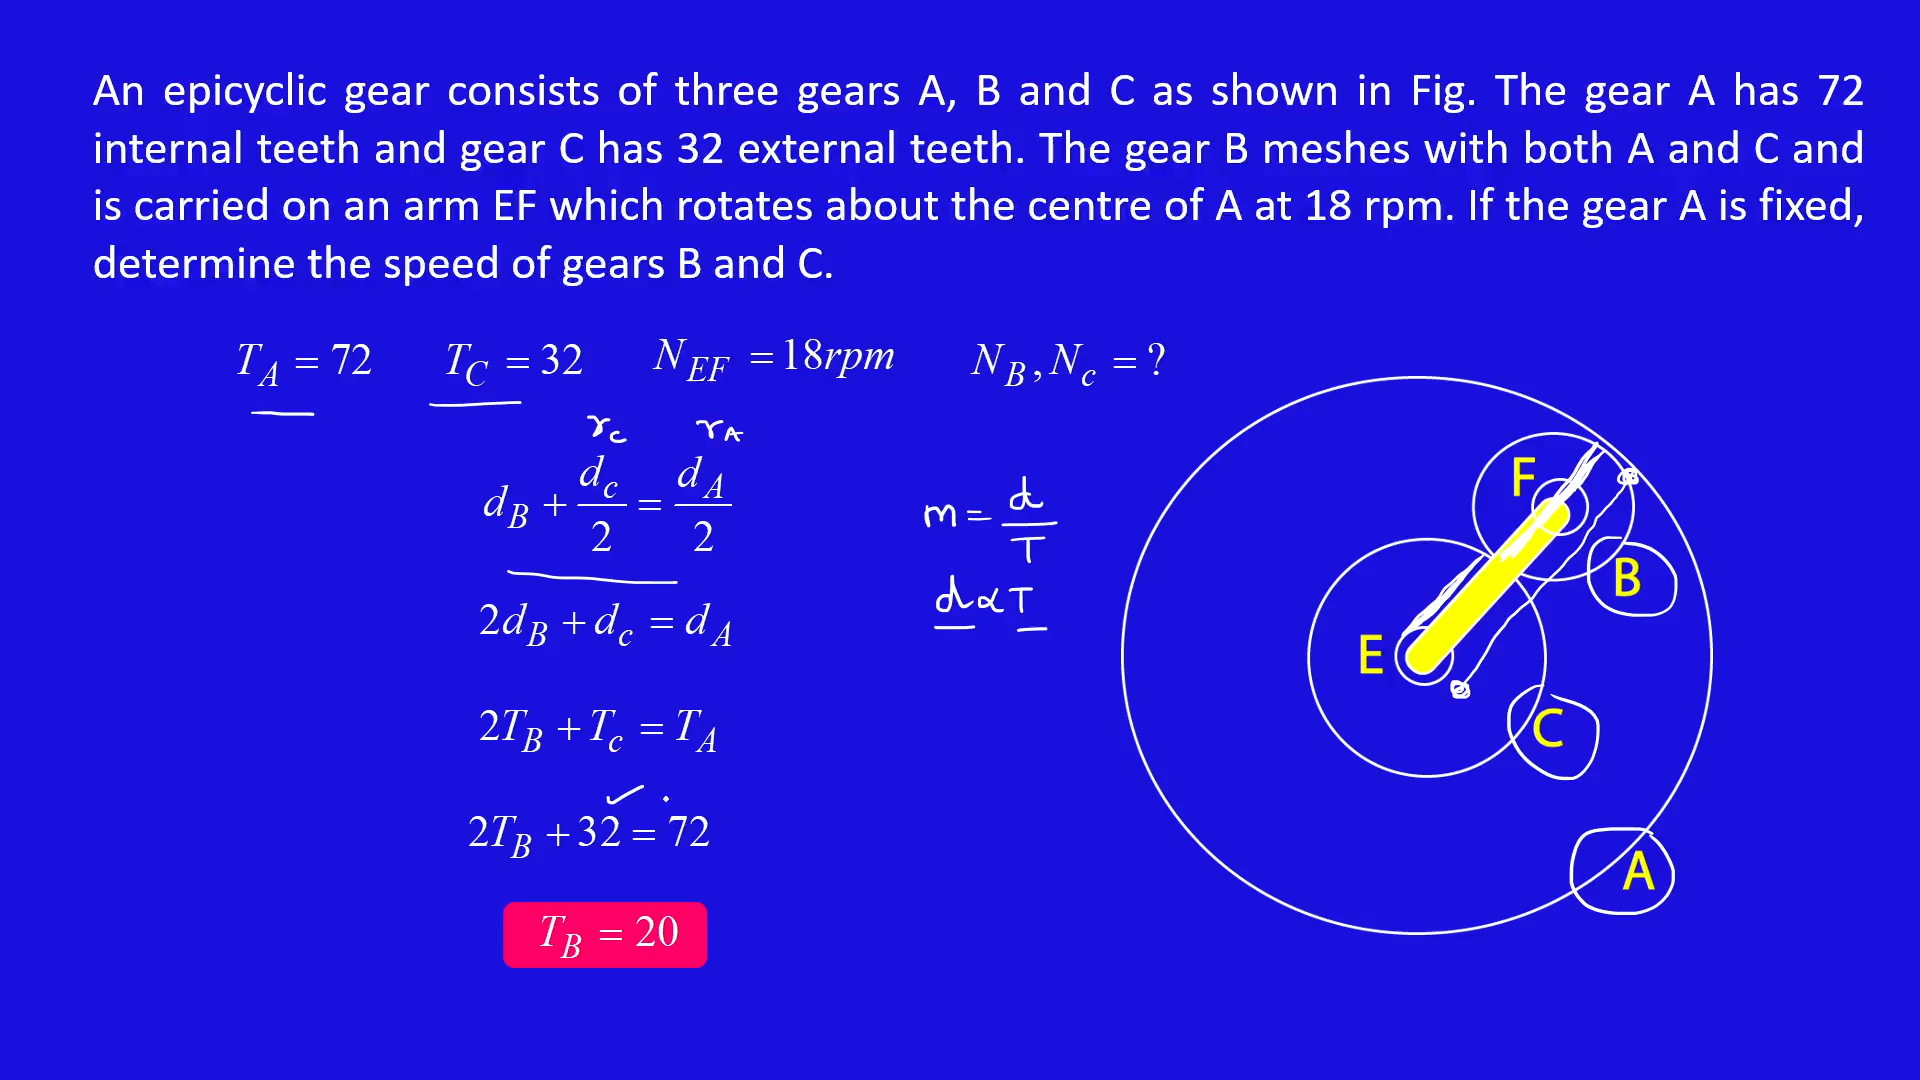 An epicyclic gear consists of three gears A, B and C as shown in Fig. The gear A has 72
internal teeth and gear C has 32 external teeth. The gear B meshes with both A and C and
is carried on an arm EF which rotates about the centre of A at 18 rpm. If the gear A is fixed,
determine the speed of gears B and C.
T_A = 72 T_C = 32 N_EF = 18rpm N_B, N_c = ?
r_c r_A
d_B + d_c/2 = d_A/2
2d_B + d_c = d_A
2T_B + T_c = T_A
2T_B + 32 = 72
T_B = 20
m = d/T
d ∝ T
F
B
E
C
A